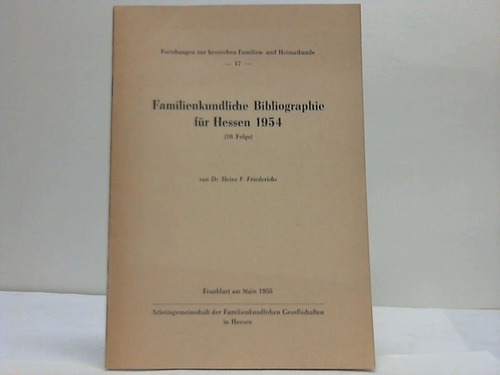 Forschungen zur hessischen Familien- und Heimatkunde
— 17 —
Familienkundliche Bibliographie
für Hessen 1954
(10. Folge)
von Dr. Heinz F. Friederichs
Frankfurt am Main 1955
Arbeitsgemeinschaft der Familienkundlichen Gesellschaften
in Hessen